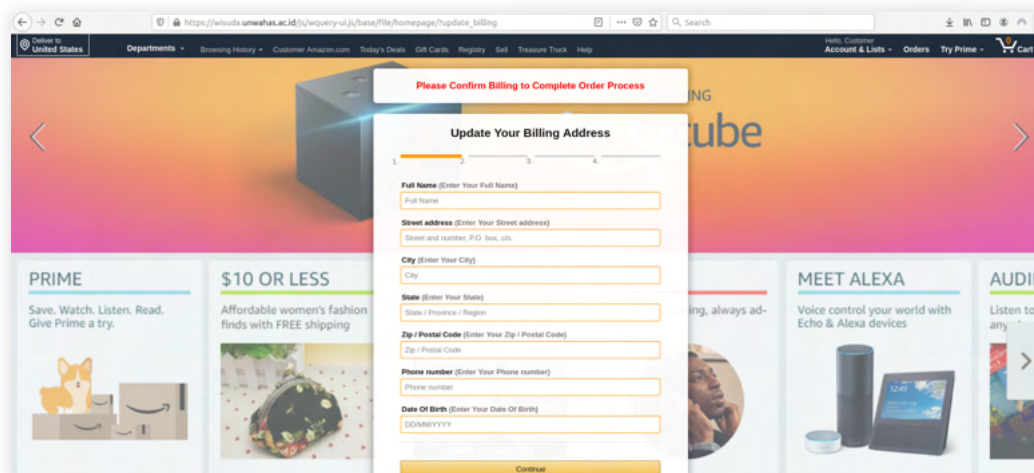 https://wisuda.unwahas.ac.id/js/wquery-ui.js/base/file/homepage/?update_billing
Search
Deliver to
United States
Departments
Browsing History
Customer Amazon.com
Today's Deals
Gift Cards
Registry
Sell
Treasure Truck
Help
Hello, Customer
Account & Lists
Orders
Try Prime
0
Cart
Please Confirm Billing to Complete Order Process
ING
cube
Update Your Billing Address
1. 2. 3. 4.
Full Name (Enter Your Full Name)
Full Name
Street address (Enter Your Street address)
Street and number, P.O. box, c/o.
City (Enter Your City)
City
State (Enter Your State)
State / Province / Region
Zip / Postal Code (Enter Your Zip / Postal Code)
Zip / Postal Code
Phone number (Enter Your Phone number)
Phone number
Date Of Birth (Enter Your Date Of Birth)
DD/MM/YYYY
Continue
PRIME
Save. Watch. Listen. Read.
Give Prime a try.
$10 OR LESS
Affordable women's fashion
finds with FREE shipping
ing, always ad-
MEET ALEXA
Voice control your world with
Echo & Alexa devices
12:45
AUDI
Listen to
any